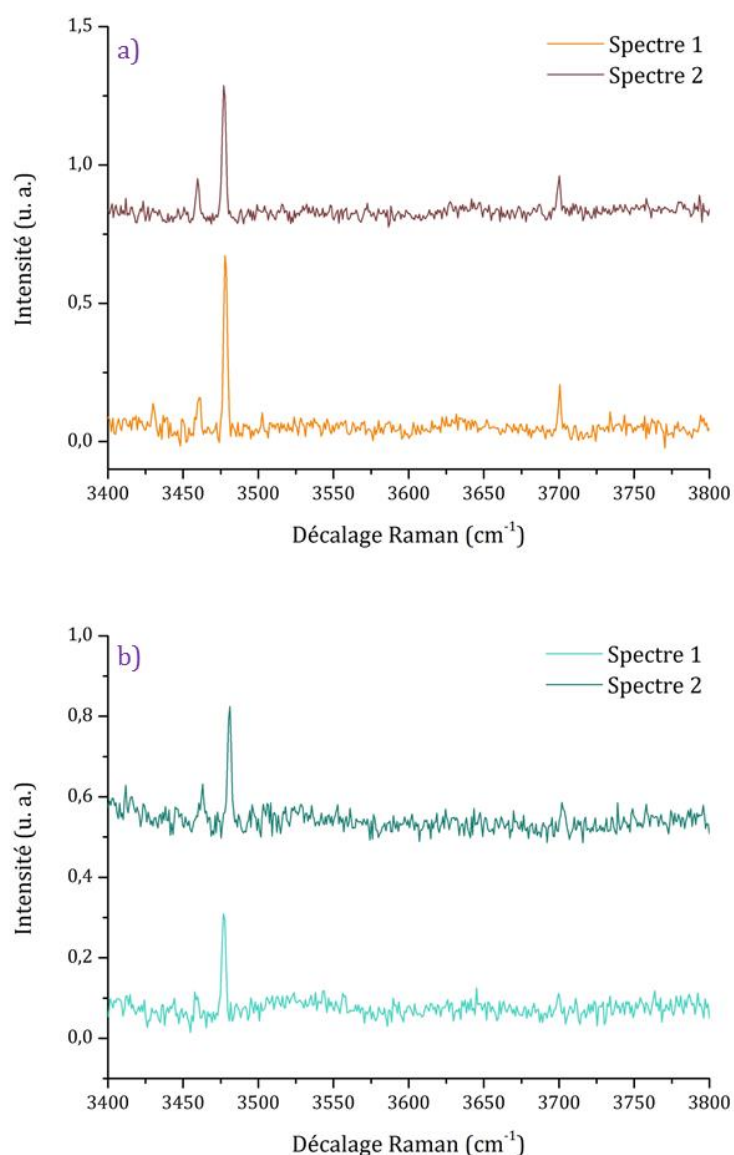 a)
Spectre 1
Spectre 2
1,5
1,0
0,5
0,0
Intensité (u. a.)
3400 3450 3500 3550 3600 3650 3700 3750 3800
Décalage Raman (cm⁻¹)
b)
Spectre 1
Spectre 2
1,0
0,8
0,6
0,4
0,2
0,0
Intensité (u. a.)
3400 3450 3500 3550 3600 3650 3700 3750 3800
Décalage Raman (cm⁻¹)